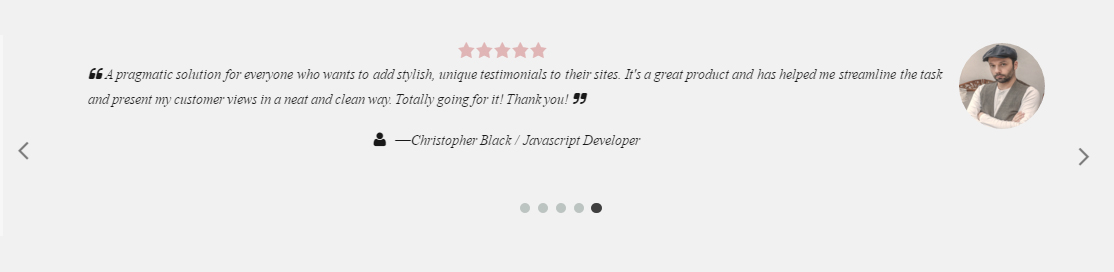 ❝ A pragmatic solution for everyone who wants to add stylish, unique testimonials to their sites. It's a great product and has helped me streamline the task
and present my customer views in a neat and clean way. Totally going for it! Thank you! ❞
—Christopher Black / Javascript Developer